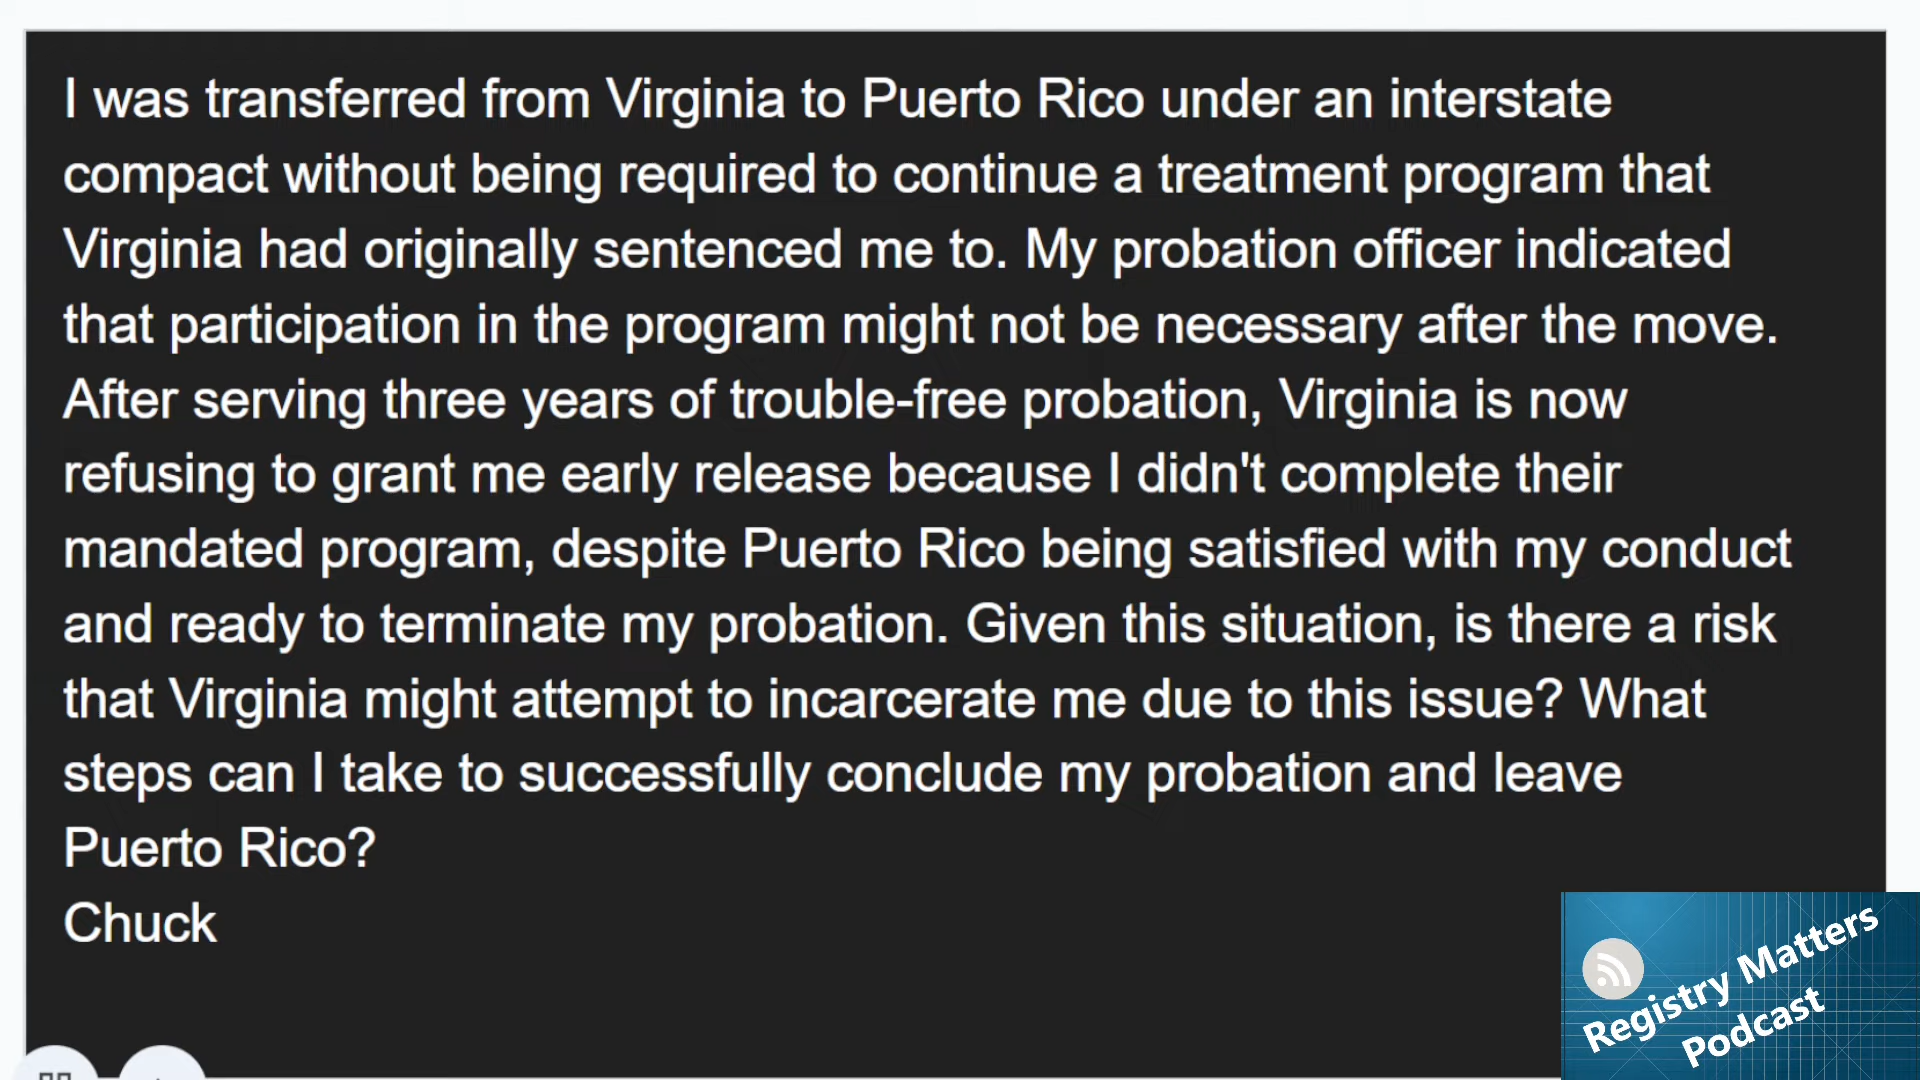 I was transferred from Virginia to Puerto Rico under an interstate
compact without being required to continue a treatment program that
Virginia had originally sentenced me to. My probation officer indicated
that participation in the program might not be necessary after the move.
After serving three years of trouble-free probation, Virginia is now
refusing to grant me early release because I didn't complete their
mandated program, despite Puerto Rico being satisfied with my conduct
and ready to terminate my probation. Given this situation, is there a risk
that Virginia might attempt to incarcerate me due to this issue? What
steps can I take to successfully conclude my probation and leave
Puerto Rico?
Chuck
Registry Matters
Podcast